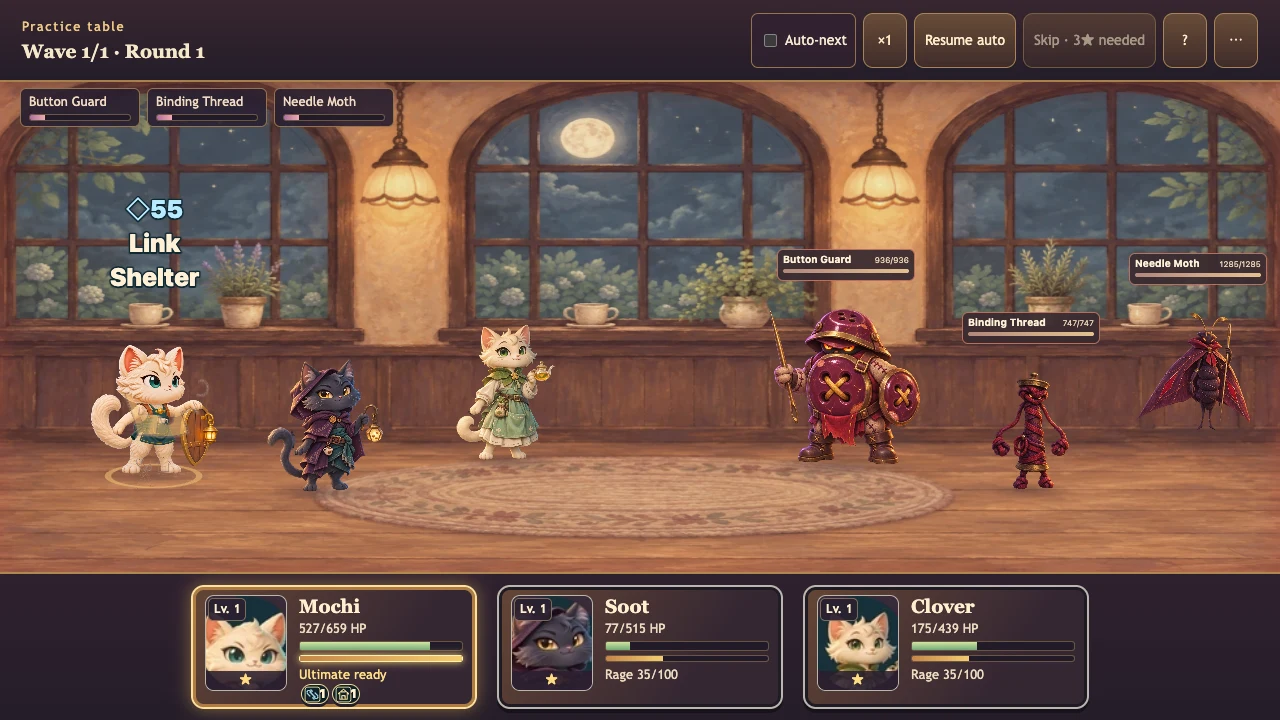 Practice table
Wave 1/1 · Round 1
Auto-next
×1
Resume auto
Skip · 3★ needed
?
...
Button Guard
Binding Thread
Needle Moth
◇55
Link
Shelter
Button Guard 936/936
Binding Thread 747/747
Needle Moth 1285/1285
Lv. 1
Mochi
527/659 HP
Ultimate ready
1
1
Lv. 1
Soot
77/515 HP
Rage 35/100
Lv. 1
Clover
175/439 HP
Rage 35/100